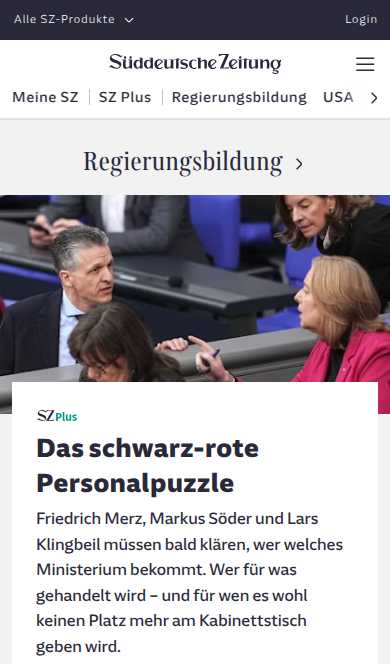 Alle SZ-Produkte
Login
Süddeutsche Zeitung
Meine SZ
SZ Plus
Regierungsbildung
USA
Regierungsbildung
SZ Plus
Das schwarz-rote
Personalpuzzle
Friedrich Merz, Markus Söder und Lars
Klingbeil müssen bald klären, wer welches
Ministerium bekommt. Wer für was
gehandelt wird – und für wen es wohl
keinen Platz mehr am Kabinettstisch
geben wird.